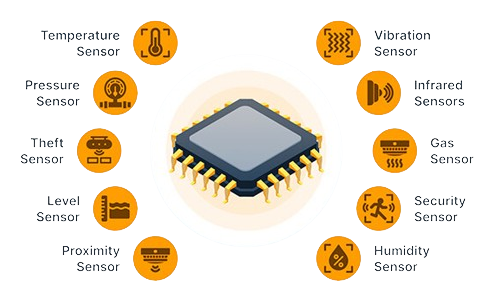 Temperature
Sensor
Pressure
Sensor
Theft
Sensor
Level
Sensor
Proximity
Sensor
Vibration
Sensor
Infrared
Sensors
Gas
Sensor
Security
Sensor
Humidity
Sensor